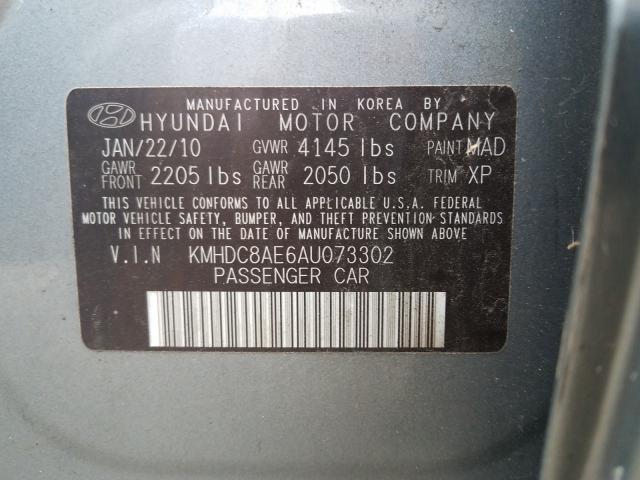 MANUFACTURED IN KOREA BY
HYUNDAI MOTOR COMPANY
JAN/22/10 GVWR 4145 lbs PAINT MAD
GAWR FRONT 2205 lbs GAWR REAR 2050 lbs TRIM XP
THIS VEHICLE CONFORMS TO ALL APPLICABLE U.S.A. FEDERAL
MOTOR VEHICLE SAFETY, BUMPER, AND THEFT PREVENTION STANDARDS
IN EFFECT ON THE DATE OF MANUFACTURE SHOWN ABOVE.
V.I.N KMHDC8AE6AU073302
PASSENGER CAR